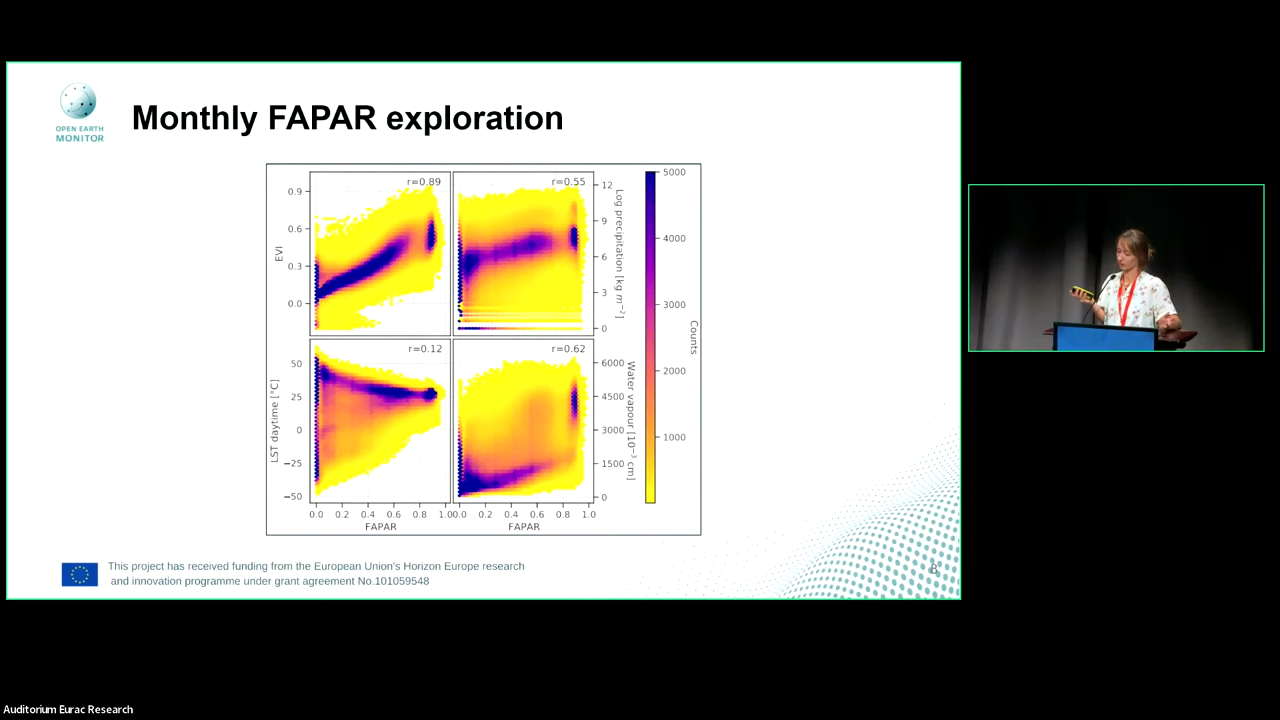 OPEN EARTH
MONITOR
Monthly FAPAR exploration
r=0.89
0.9
0.6
0.3
0.0
EVI
r=0.55
12
9
6
3
0
Log precipitation [kg m⁻²]
r=0.12
50
25
0
−25
−50
LST daytime [°C]
0.0 0.2 0.4 0.6 0.8 1.0
FAPAR
r=0.62
6000
4500
3000
1500
0
Water vapour [10⁻³ cm]
0.0 0.2 0.4 0.6 0.8 1.0
FAPAR
5000
4000
3000
2000
1000
Counts
This project has received funding from the European Union's Horizon Europe research
and innovation programme under grant agreement No.101059548
8
Auditorium Eurac Research